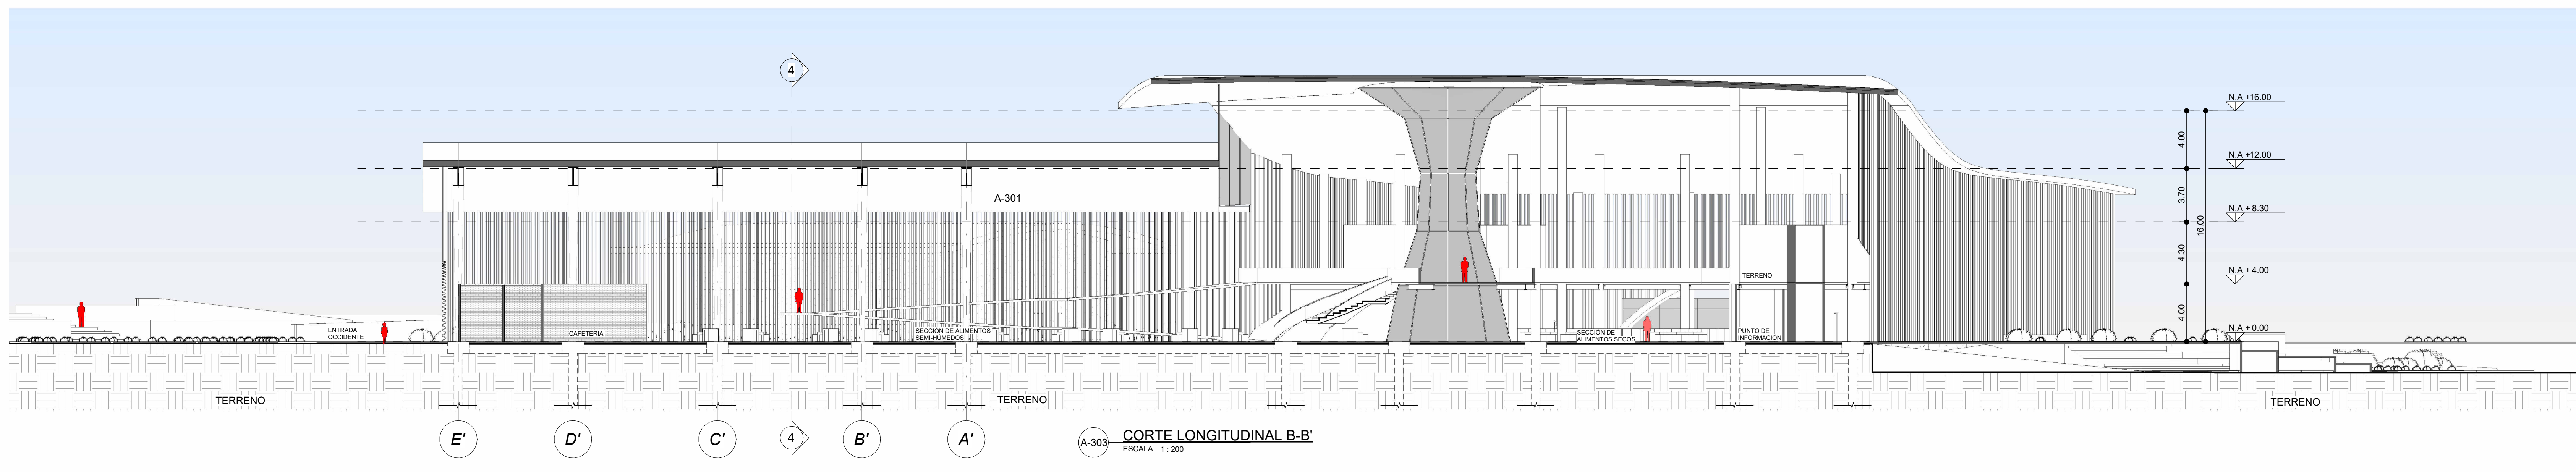 4
N.A +16.00
4.00
N.A +12.00
3.70
A-301
N.A + 8.30
16.00
4.30
N.A + 4.00
TERRENO
4.00
ENTRADA
OCCIDENTE
CAFETERIA
SECCIÓN DE ALIMENTOS
SEMI-HÚMEDOS
SECCIÓN DE
ALIMENTOS SECOS
PUNTO DE
INFORMACIÓN
N.A + 0.00
TERRENO
TERRENO
TERRENO
E'
D'
C'
4
B'
A'
A-303
CORTE LONGITUDINAL B-B'
ESCALA 1 : 200